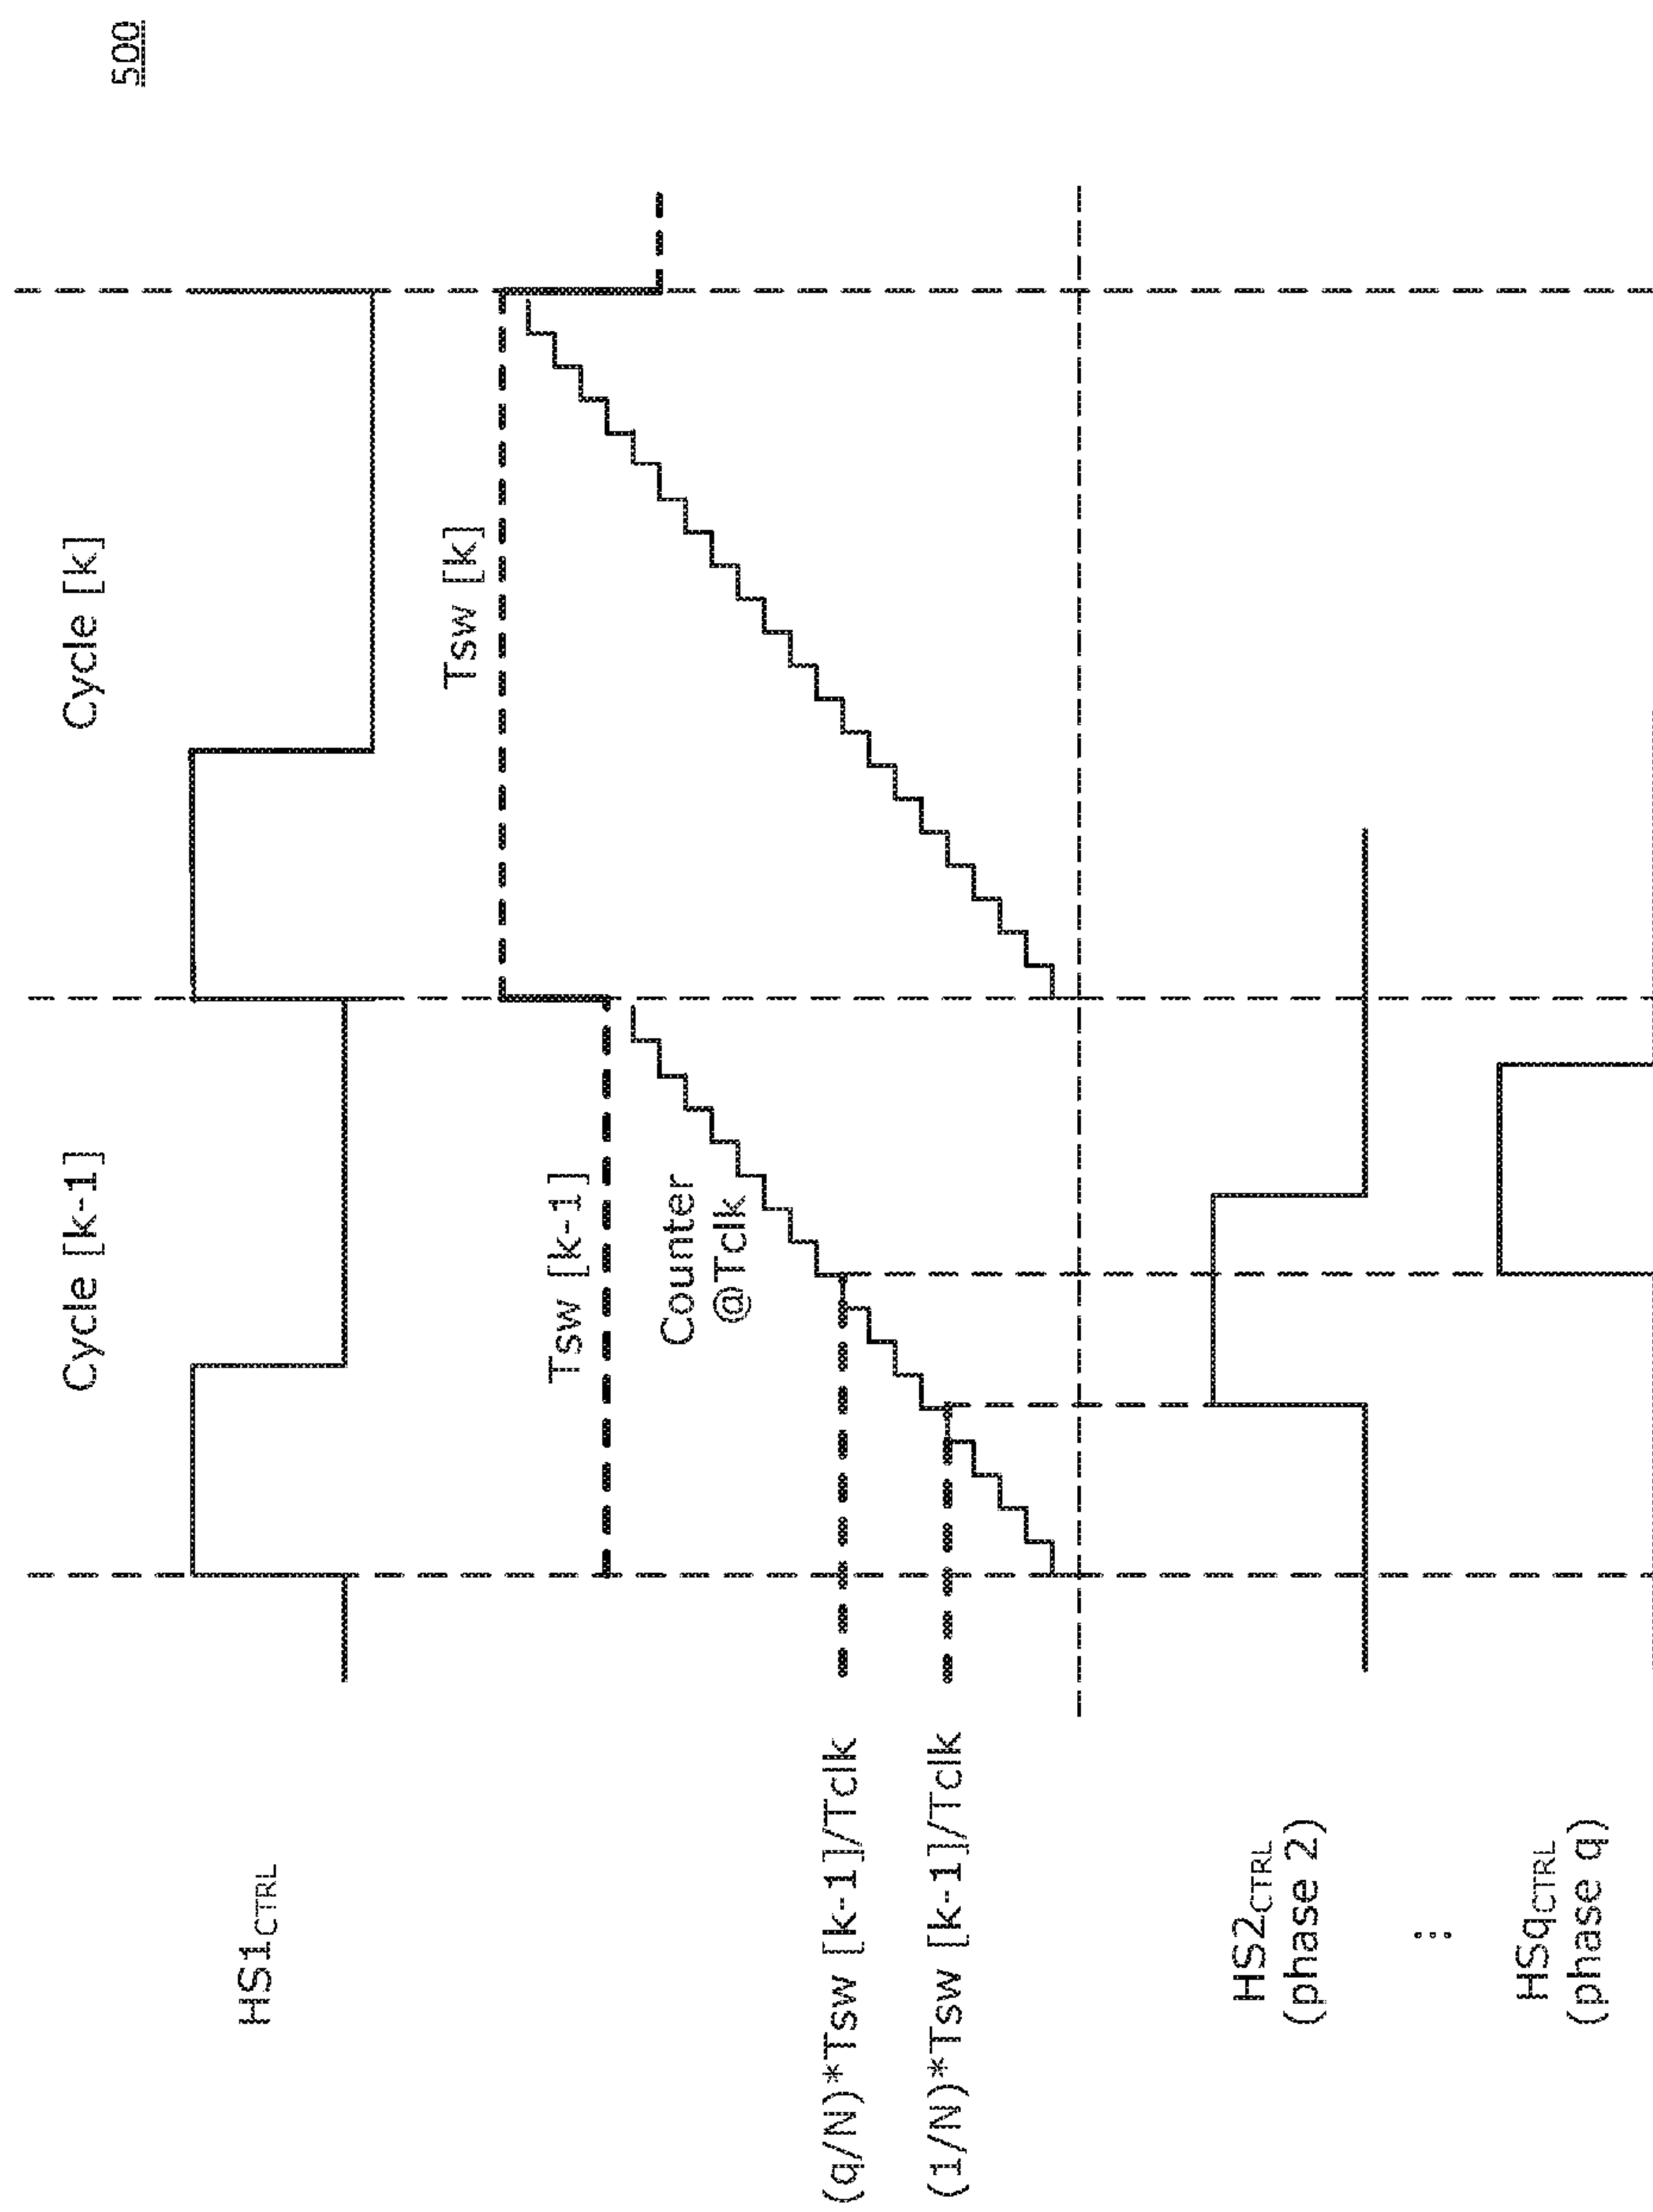 500
Cycle [k-1]
Cycle [k]
HS1CTRL
Tsw [k]
Tsw [k-1]
Counter
@Tclk
(q/N)*Tsw [k-1]/Tclk
(1/N)*Tsw [k-1]/Tclk
HS2CTRL
(phase 2)
⋮
HSqCTRL
(phase q)